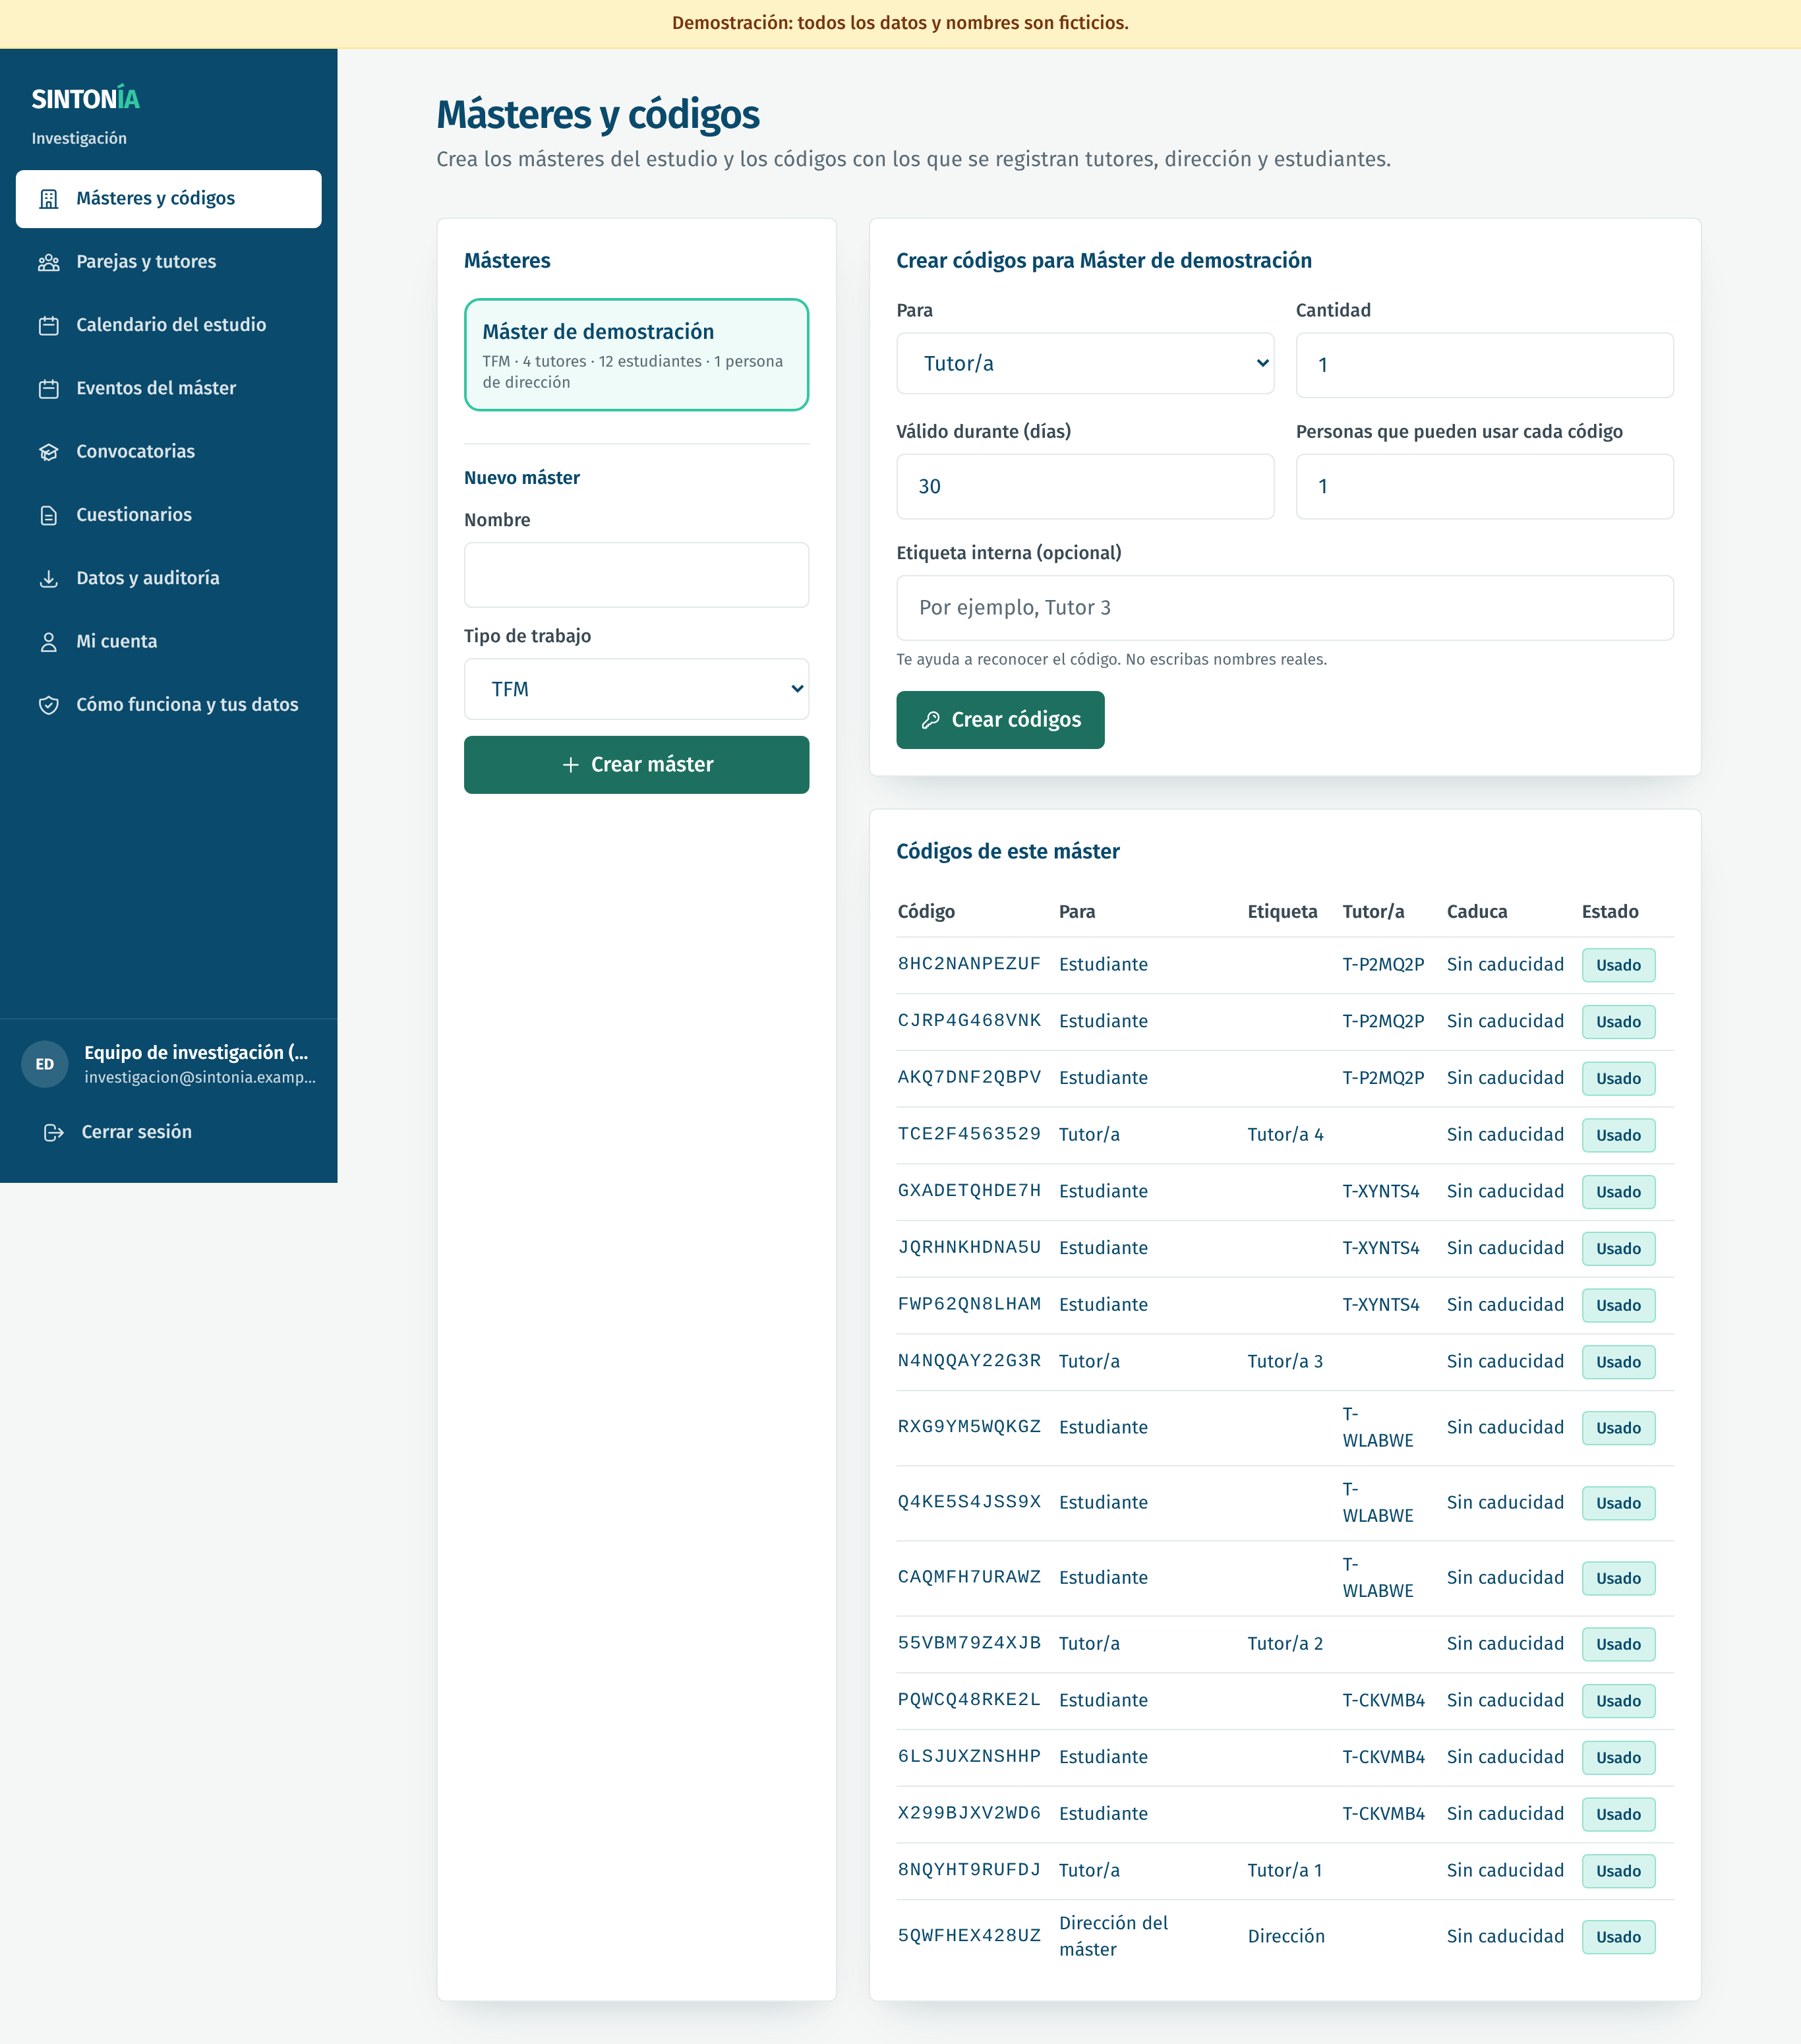 Demostración: todos los datos y nombres son ficticios.
SINTONÍA
Investigación
Másteres y códigos
Parejas y tutores
Calendario del estudio
Eventos del máster
Convocatorias
Cuestionarios
Datos y auditoría
Mi cuenta
Cómo funciona y tus datos
ED
Equipo de investigación (...
investigacion@sintonia.examp...
Cerrar sesión
Másteres y códigos
Crea los másteres del estudio y los códigos con los que se registran tutores, dirección y estudiantes.
Másteres
Máster de demostración
TFM · 4 tutores · 12 estudiantes · 1 persona
de dirección
Nuevo máster
Nombre
Tipo de trabajo
TFM
Crear máster
Crear códigos para Máster de demostración
Para
Cantidad
Tutor/a
1
Válido durante (días)
Personas que pueden usar cada código
30
1
Etiqueta interna (opcional)
Por ejemplo, Tutor 3
Te ayuda a reconocer el código. No escribas nombres reales.
Crear códigos
Códigos de este máster
Código Para Etiqueta Tutor/a Caduca Estado
8HC2NANPEZUF Estudiante T-P2MQ2P Sin caducidad Usado
CJRP4G468VNK Estudiante T-P2MQ2P Sin caducidad Usado
AKQ7DNF2QBPV Estudiante T-P2MQ2P Sin caducidad Usado
TCE2F4563529 Tutor/a Tutor/a 4 Sin caducidad Usado
GXADETQHDE7H Estudiante T-XYNTS4 Sin caducidad Usado
JQRHNKHDNA5U Estudiante T-XYNTS4 Sin caducidad Usado
FWP62QN8LHAM Estudiante T-XYNTS4 Sin caducidad Usado
N4NQQAY22G3R Tutor/a Tutor/a 3 Sin caducidad Usado
RXG9YM5WQKGZ Estudiante T-
WLABWE Sin caducidad Usado
Q4KE5S4JSS9X Estudiante T-
WLABWE Sin caducidad Usado
CAQMFH7URAWZ Estudiante T-
WLABWE Sin caducidad Usado
55VBM79Z4XJB Tutor/a Tutor/a 2 Sin caducidad Usado
PQWCQ48RKE2L Estudiante T-CKVMB4 Sin caducidad Usado
6LSJUXZNSHHP Estudiante T-CKVMB4 Sin caducidad Usado
X299BJXV2WD6 Estudiante T-CKVMB4 Sin caducidad Usado
8NQYHT9RUFDJ Tutor/a Tutor/a 1 Sin caducidad Usado
5QWFHEX428UZ Dirección del
máster Dirección Sin caducidad Usado